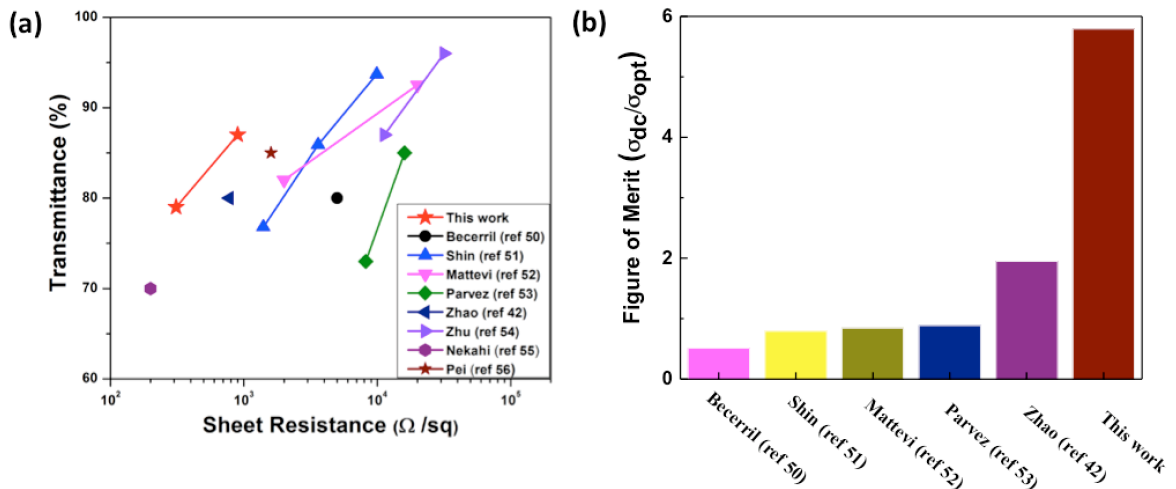 (a)
100
90
80
70
60
Transmittance (%)
This work
Becerril (ref 50)
Shin (ref 51)
Mattevi (ref 52)
Parvez (ref 53)
Zhao (ref 42)
Zhu (ref 54)
Nekahi (ref 55)
Pei (ref 56)
10² 10³ 10⁴ 10⁵
Sheet Resistance (Ω /sq)
(b)
6
4
2
0
Figure of Merit (σdc/σopt)
Becerril (ref 50)
Shin (ref 51)
Mattevi (ref 52)
Parvez (ref 53)
Zhao (ref 42)
This work